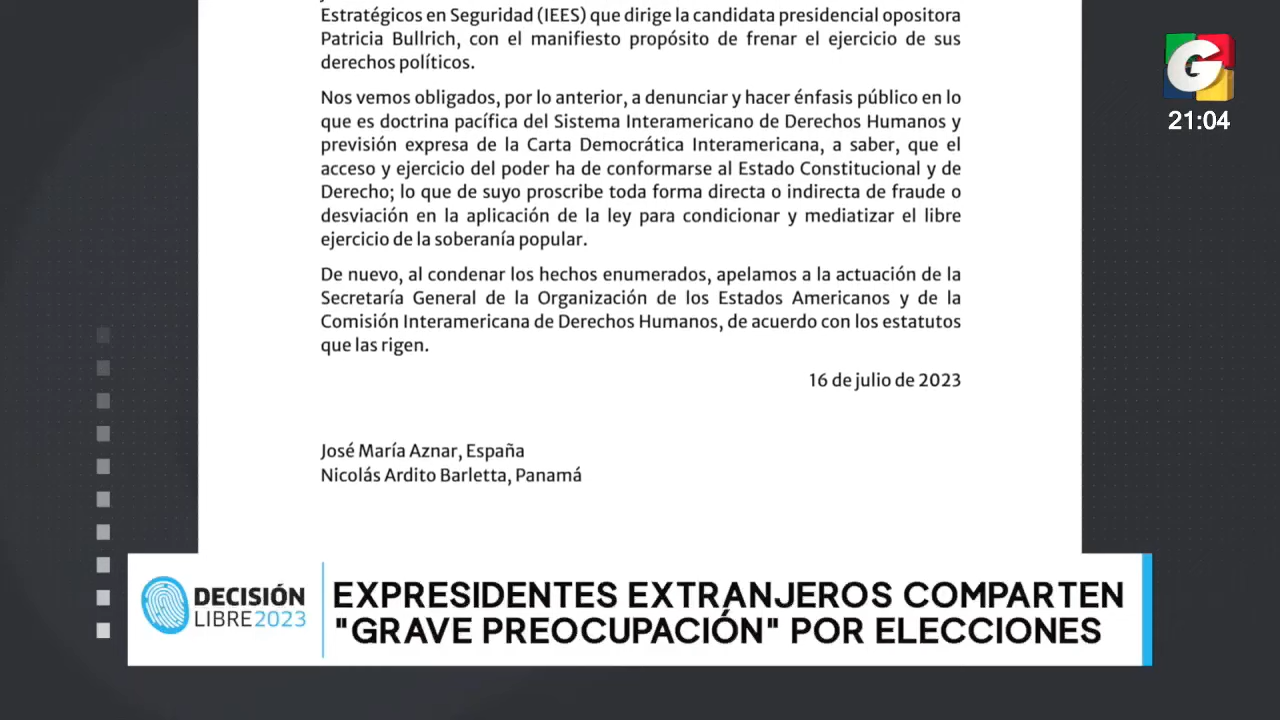 Estratégicos en Seguridad (IEES) que dirige la candidata presidencial opositora
Patricia Bullrich, con el manifiesto propósito de frenar el ejercicio de sus
derechos políticos.
Nos vemos obligados, por lo anterior, a denunciar y hacer énfasis público en lo
que es doctrina pacífica del Sistema Interamericano de Derechos Humanos y
previsión expresa de la Carta Democrática Interamericana, a saber, que el
acceso y ejercicio del poder ha de conformarse al Estado Constitucional y de
Derecho; lo que de suyo proscribe toda forma directa o indirecta de fraude o
desviación en la aplicación de la ley para condicionar y mediatizar el libre
ejercicio de la soberanía popular.
De nuevo, al condenar los hechos enumerados, apelamos a la actuación de la
Secretaría General de la Organización de los Estados Americanos y de la
Comisión Interamericana de Derechos Humanos, de acuerdo con los estatutos
que las rigen.
16 de julio de 2023
José María Aznar, España
Nicolás Ardito Barletta, Panamá
G
21:04
DECISIÓN
LIBRE2023
EXPRESIDENTES EXTRANJEROS COMPARTEN
"GRAVE PREOCUPACIÓN" POR ELECCIONES